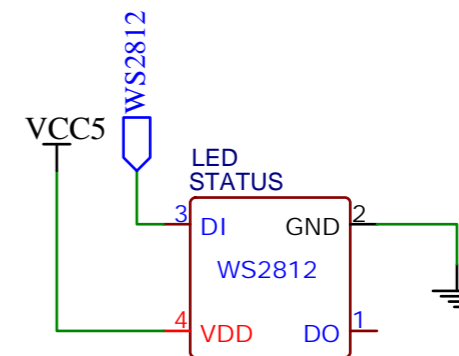 WS2812
VCC5
LED
STATUS
3 DI GND 2
WS2812
4 VDD DO 1